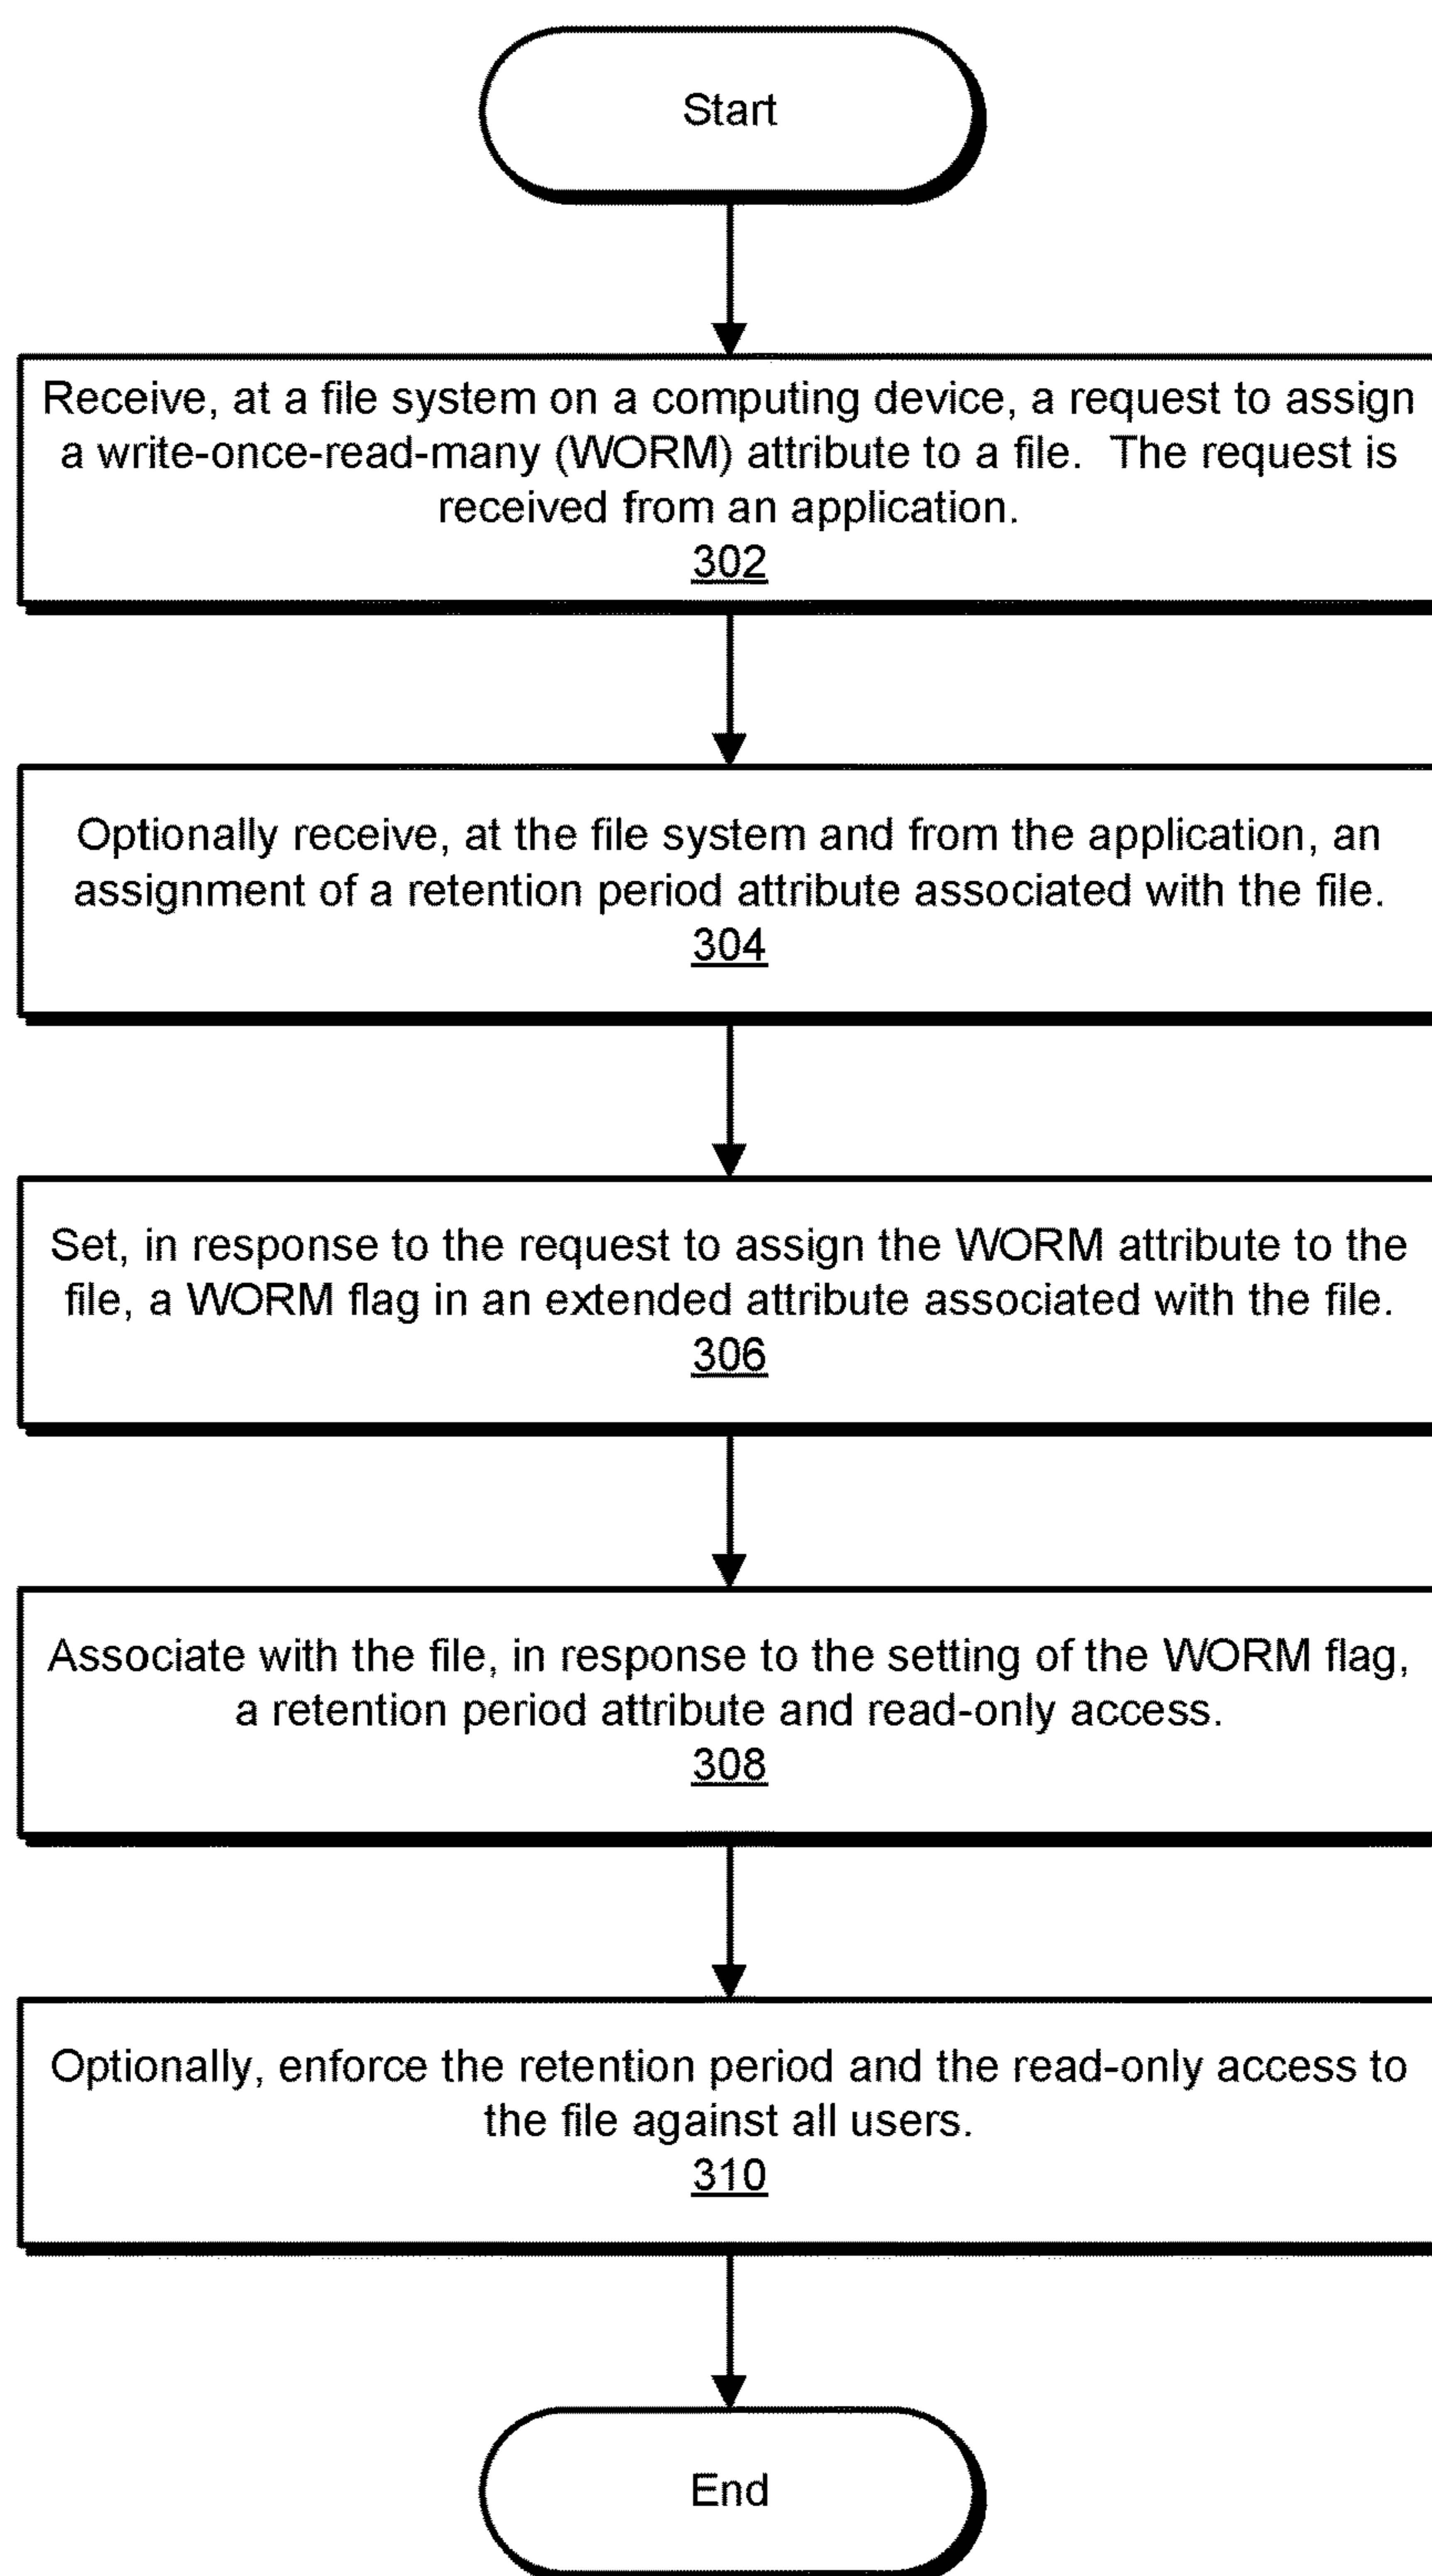 Start
Receive, at a file system on a computing device, a request to assign
a write-once-read-many (WORM) attribute to a file.  The request is
received from an application.
302
Optionally receive, at the file system and from the application, an
assignment of a retention period attribute associated with the file.
304
Set, in response to the request to assign the WORM attribute to the
file, a WORM flag in an extended attribute associated with the file.
306
Associate with the file, in response to the setting of the WORM flag,
a retention period attribute and read-only access.
308
Optionally, enforce the retention period and the read-only access to
the file against all users.
310
End